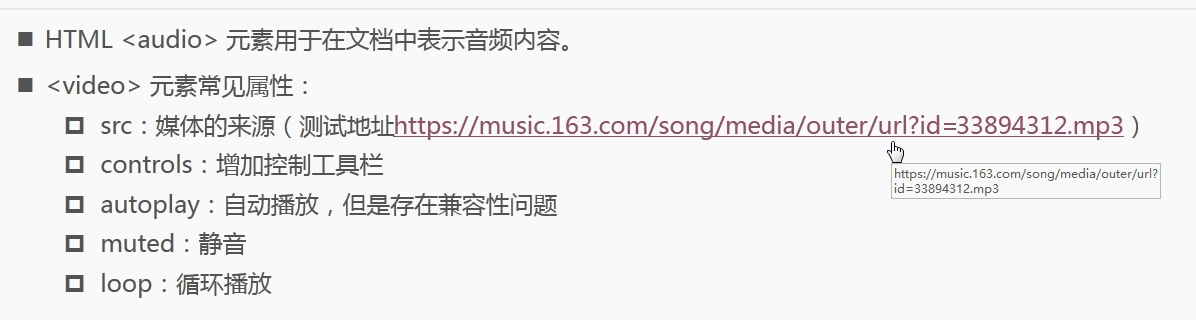 HTML <audio> 元素用于在文档中表示音频内容。
<video> 元素常见属性：
src：媒体的来源（测试地址https://music.163.com/song/media/outer/url?id=33894312.mp3）
controls：增加控制工具栏
autoplay：自动播放，但是存在兼容性问题
muted：静音
loop：循环播放
https://music.163.com/song/media/outer/url?
id=33894312.mp3